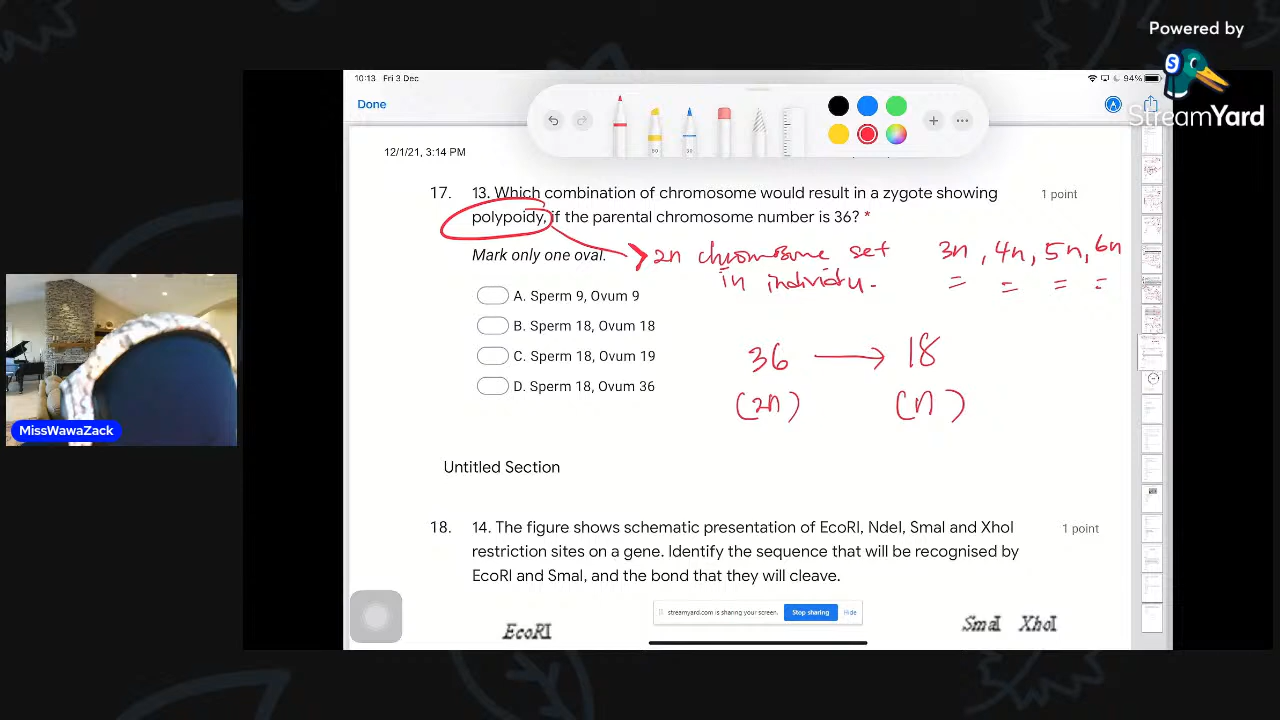 Powered by
StreamYard
10:13 Fri 3 Dec
94%
Done
12/1/21, 3:14 PM
17. 13. Which combination of chromosome would result in a zygote showing
1 point
polypoidy, if the parental chromosome number is 36? *
Mark only one oval.
2n chromosome set
in individu.
3n, 4n, 5n, 6n
A. Sperm 9, Ovum 9
B. Sperm 18, Ovum 18
C. Sperm 18, Ovum 19
D. Sperm 18, Ovum 36
36 → 18
(2n) (n)
MissWawaZack
Untitled Section
18. 14. The figure shows schematic presentation of EcoRI, HpeI, SmaI and XhoI
1 point
restriction sites on a gene. Identify the sequence that will be recognised by
EcoRI and SmaI, and the bond that they will cleave.
streamyard.com is sharing your screen.
Stop sharing
Hide
EcoRI
SmaI XhoI